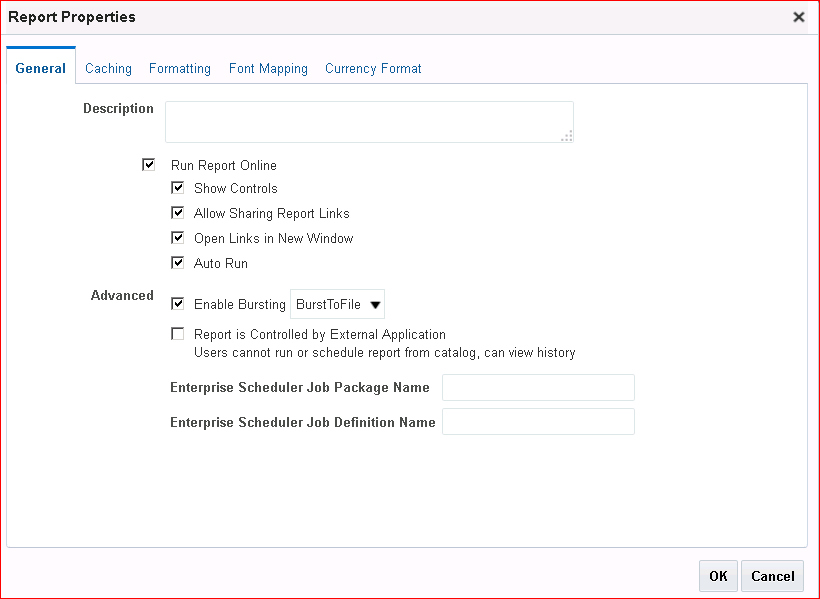 Report Properties
General Caching Formatting Font Mapping Currency Format
Description
Run Report Online
Show Controls
Allow Sharing Report Links
Open Links in New Window
Auto Run
Advanced
Enable Bursting BurstToFile
Report is Controlled by External Application
Users cannot run or schedule report from catalog, can view history
Enterprise Scheduler Job Package Name
Enterprise Scheduler Job Definition Name
OK Cancel